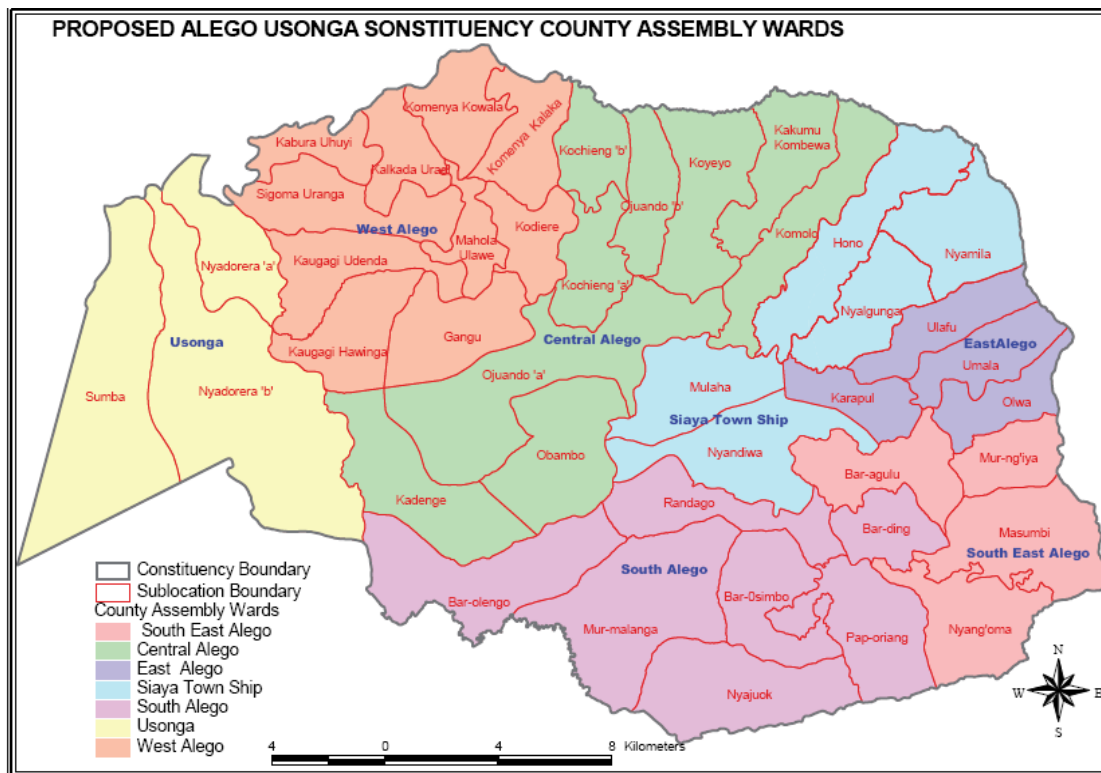 PROPOSED ALEGO USONGA SONSTITUENCY COUNTY ASSEMBLY WARDS
Komenya Kowala
Komenya Kalaka
Kabura Uhuyi
Kalkada Uradi
Sigoma Uranga
West Alego
Kaugagi Udenda
Mahola
Ulawe
Kodiere
Kochieng 'b'
Koyeyo
Kakumu
Kombewa
Ojuando 'b'
Komolo
Hono
Nyamila
Nyadorera 'a'
Kochieng 'a'
Nyalgunga
Ulafu
EastAlego
Umala
Usonga
Kaugagi Hawinga
Gangu
Central Alego
Ojuando 'a'
Mulaha
Karapul
Olwa
Sumba
Nyadorera 'b'
Siaya Town Ship
Nyandiwa
Obambo
Kadenge
Bar-agulu
Mur-ng'iya
Randago
Bar-ding
Masumbi
South East Alego
South Alego
Bar-olengo
Bar-0simbo
Mur-malanga
Pap-oriang
Nyang'oma
Nyajuok
Constituency Boundary
Sublocation Boundary
County Assembly Wards
South East Alego
Central Alego
East Alego
Siaya Town Ship
South Alego
Usonga
West Alego
4 0 4 8 Kilometers
N
W E
S